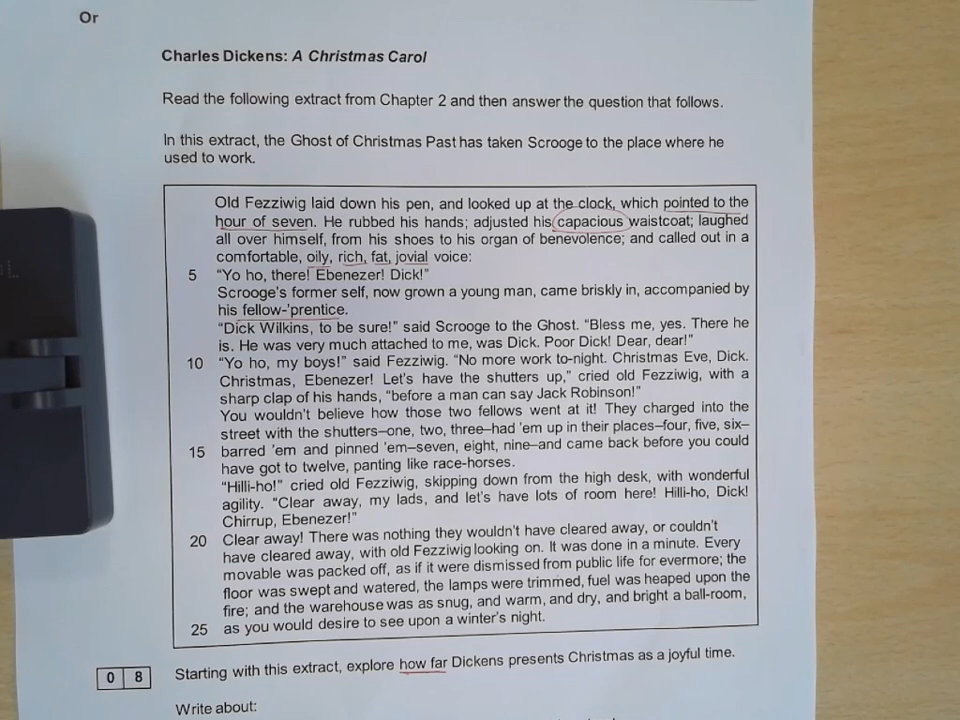 Or
Charles Dickens: A Christmas Carol
Read the following extract from Chapter 2 and then answer the question that follows.
In this extract, the Ghost of Christmas Past has taken Scrooge to the place where he
used to work.
Old Fezziwig laid down his pen, and looked up at the clock, which pointed to the
hour of seven. He rubbed his hands; adjusted his capacious waistcoat; laughed
all over himself, from his shoes to his organ of benevolence; and called out in a
comfortable, oily, rich, fat, jovial voice:
5 “Yo ho, there! Ebenezer! Dick!”
Scrooge's former self, now grown a young man, came briskly in, accompanied by
his fellow-'prentice.
“Dick Wilkins, to be sure!” said Scrooge to the Ghost. “Bless me, yes. There he
is. He was very much attached to me, was Dick. Poor Dick! Dear, dear!”
10 “Yo ho, my boys!” said Fezziwig. “No more work to-night. Christmas Eve, Dick.
Christmas, Ebenezer! Let's have the shutters up,” cried old Fezziwig, with a
sharp clap of his hands, “before a man can say Jack Robinson!”
You wouldn't believe how those two fellows went at it! They charged into the
street with the shutters–one, two, three–had 'em up in their places–four, five, six–
15 barred 'em and pinned 'em–seven, eight, nine–and came back before you could
have got to twelve, panting like race-horses.
“Hilli-ho!” cried old Fezziwig, skipping down from the high desk, with wonderful
agility. “Clear away, my lads, and let's have lots of room here! Hilli-ho, Dick!
Chirrup, Ebenezer!”
20 Clear away! There was nothing they wouldn't have cleared away, or couldn't
have cleared away, with old Fezziwig looking on. It was done in a minute. Every
movable was packed off, as if it were dismissed from public life for evermore; the
floor was swept and watered, the lamps were trimmed, fuel was heaped upon the
fire; and the warehouse was as snug, and warm, and dry, and bright a ball-room,
25 as you would desire to see upon a winter's night.
0 8 Starting with this extract, explore how far Dickens presents Christmas as a joyful time.
Write about: